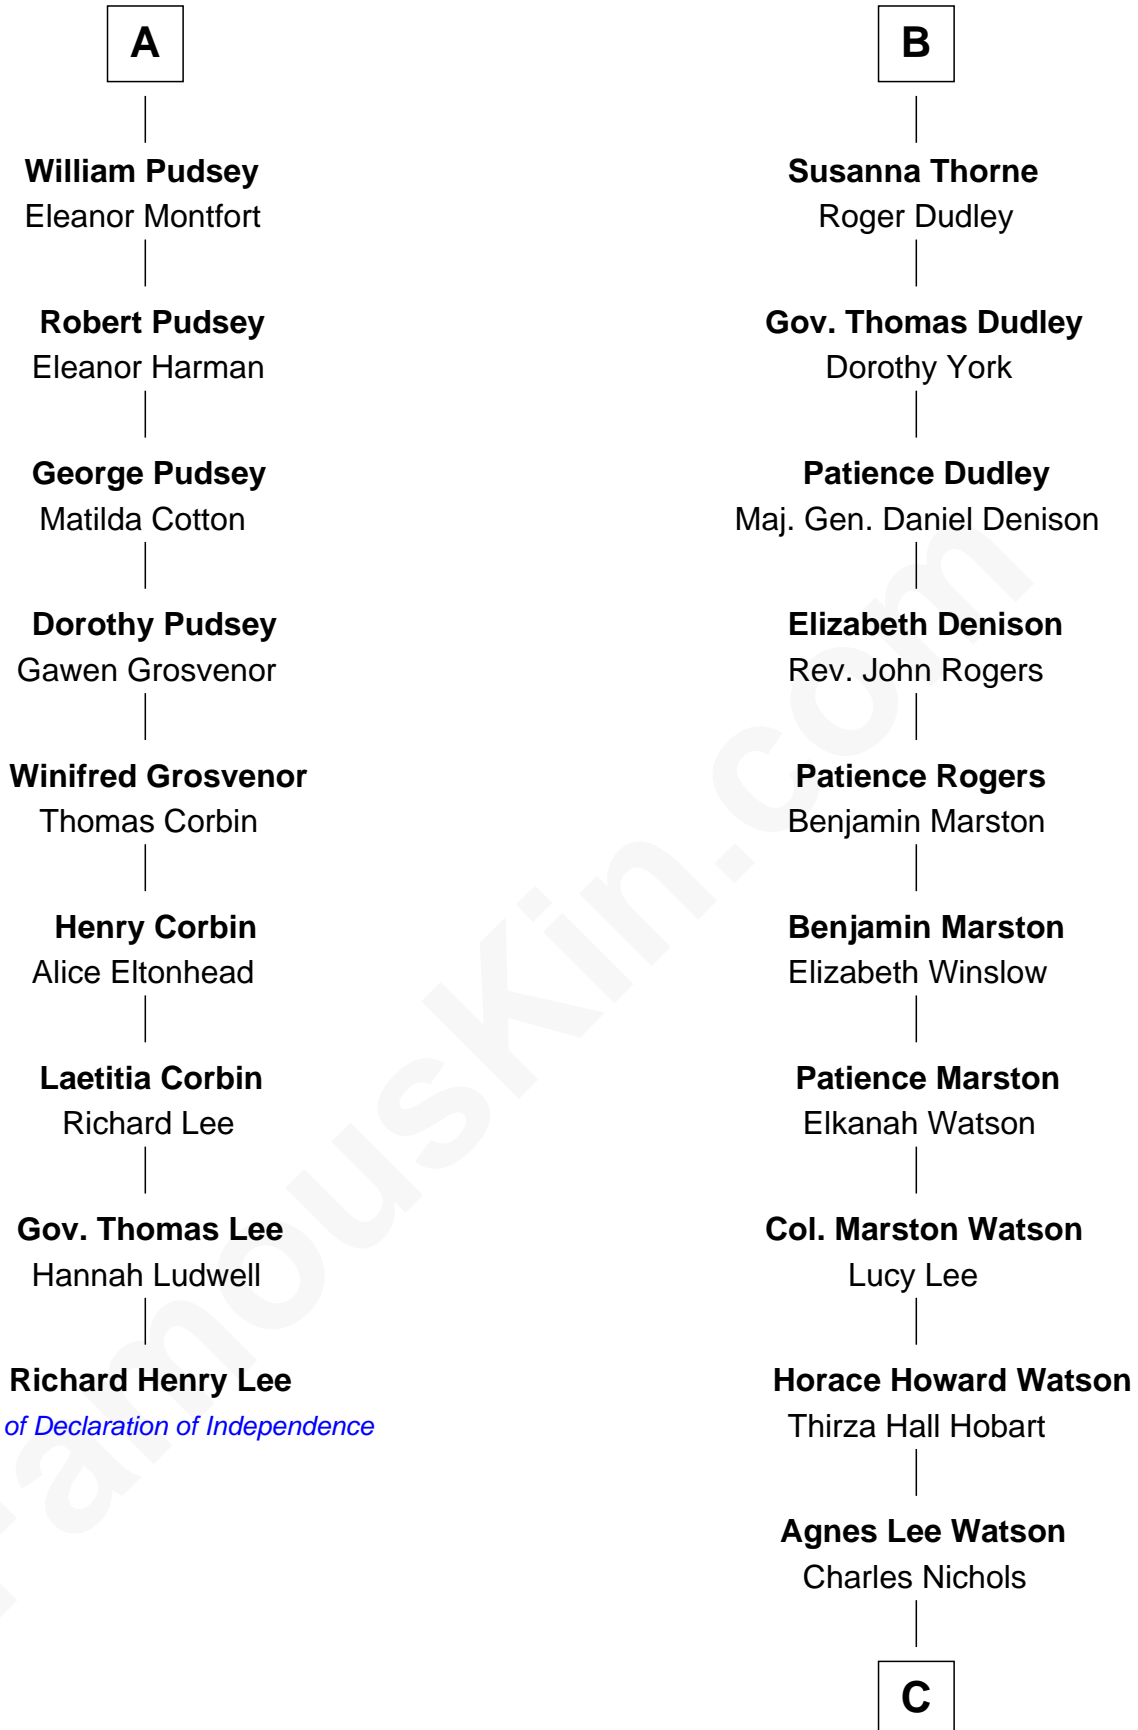 A
William Pudsey
Eleanor Montfort
Robert Pudsey
Eleanor Harman
George Pudsey
Matilda Cotton
Dorothy Pudsey
Gawen Grosvenor
Winifred Grosvenor
Thomas Corbin
Henry Corbin
Alice Eltonhead
Laetitia Corbin
Richard Lee
Gov. Thomas Lee
Hannah Ludwell
Richard Henry Lee
of Declaration of Independence
B
Susanna Thorne
Roger Dudley
Gov. Thomas Dudley
Dorothy York
Patience Dudley
Maj. Gen. Daniel Denison
Elizabeth Denison
Rev. John Rogers
Patience Rogers
Benjamin Marston
Benjamin Marston
Elizabeth Winslow
Patience Marston
Elkanah Watson
Col. Marston Watson
Lucy Lee
Horace Howard Watson
Thirza Hall Hobart
Agnes Lee Watson
Charles Nichols
C
FamousKin.com